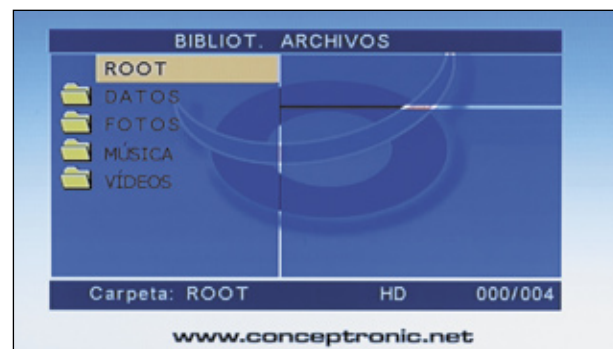 BIBLIOT. ARCHIVOS
ROOT
DATOS
FOTOS
MÚSICA
VÍDEOS
Carpeta: ROOT HD 000/004
www.conceptronic.net